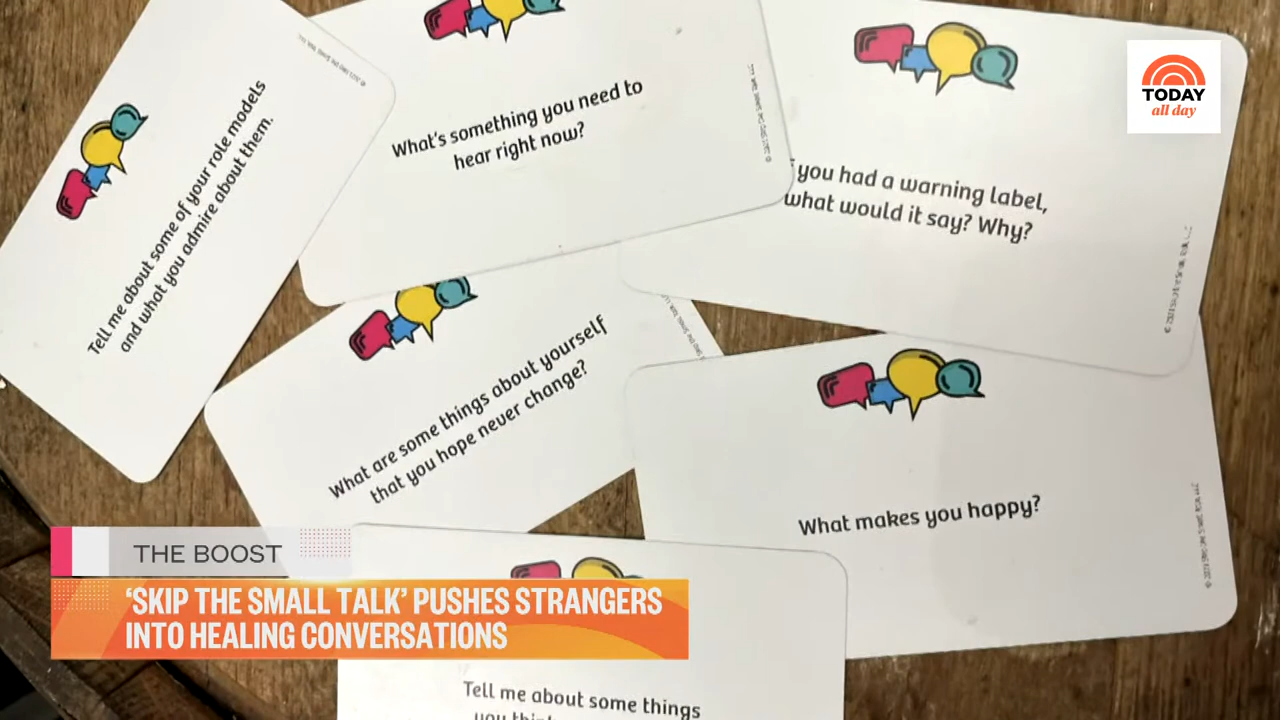 TODAY
all day
Tell me about some of your role models
and what you admire about them.
What's something you need to
hear right now?
you had a warning label,
what would it say? Why?
What are some things about yourself
that you hope never change?
What makes you happy?
THE BOOST
‘SKIP THE SMALL TALK’ PUSHES STRANGERS
INTO HEALING CONVERSATIONS
Tell me about some things
you